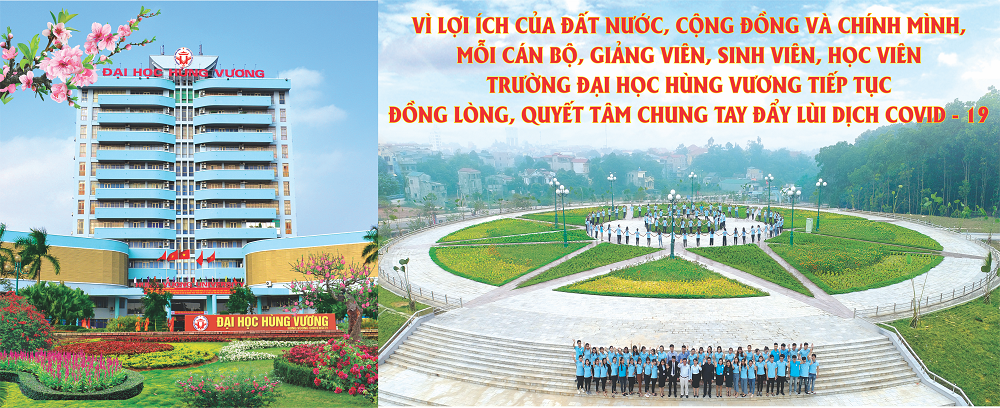 ĐẠI HỌC HÙNG VƯƠNG
ĐẠI HỌC HÙNG VƯƠNG
VÌ LỢI ÍCH CỦA ĐẤT NƯỚC, CỘNG ĐỒNG VÀ CHÍNH MÌNH,
MỖI CÁN BỘ, GIẢNG VIÊN, SINH VIÊN, HỌC VIÊN
TRƯỜNG ĐẠI HỌC HÙNG VƯƠNG TIẾP TỤC
ĐỒNG LÒNG, QUYẾT TÂM CHUNG TAY ĐẨY LÙI DỊCH COVID - 19